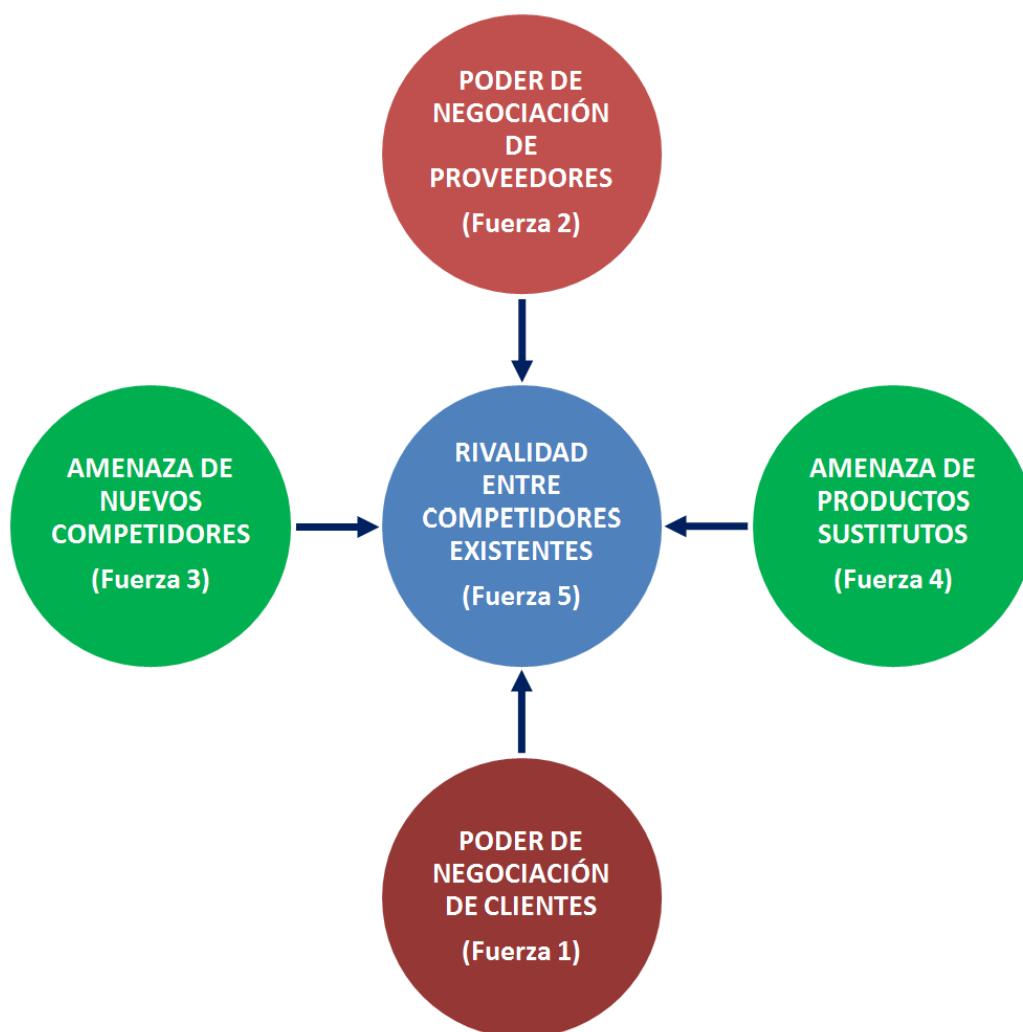 PODER DE
NEGOCIACIÓN
DE
PROVEEDORES
(Fuerza 2)
AMENAZA DE
NUEVOS
COMPETIDORES
(Fuerza 3)
RIVALIDAD
ENTRE
COMPETIDORES
EXISTENTES
(Fuerza 5)
AMENAZA DE
PRODUCTOS
SUSTITUTOS
(Fuerza 4)
PODER DE
NEGOCIACIÓN
DE CLIENTES
(Fuerza 1)